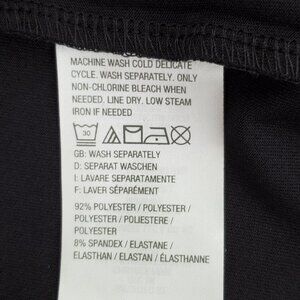 MACHINE WASH COLD DELICATE
CYCLE. WASH SEPARATELY. ONLY
NON-CHLORINE BLEACH WHEN
NEEDED. LINE DRY. LOW STEAM
IRON IF NEEDED.
30
GB: WASH SEPARATELY
D: SEPARAT WASCHEN
I: LAVARE SEPARATAMENTE
F: LAVER SÉPARÉMENT
92% POLYESTER / POLYESTER /
POLYESTER / POLIESTERE /
POLYESTER
8% SPANDEX / ELASTANE /
ELASTHAN / ELASTAN / ÉLASTHANNE